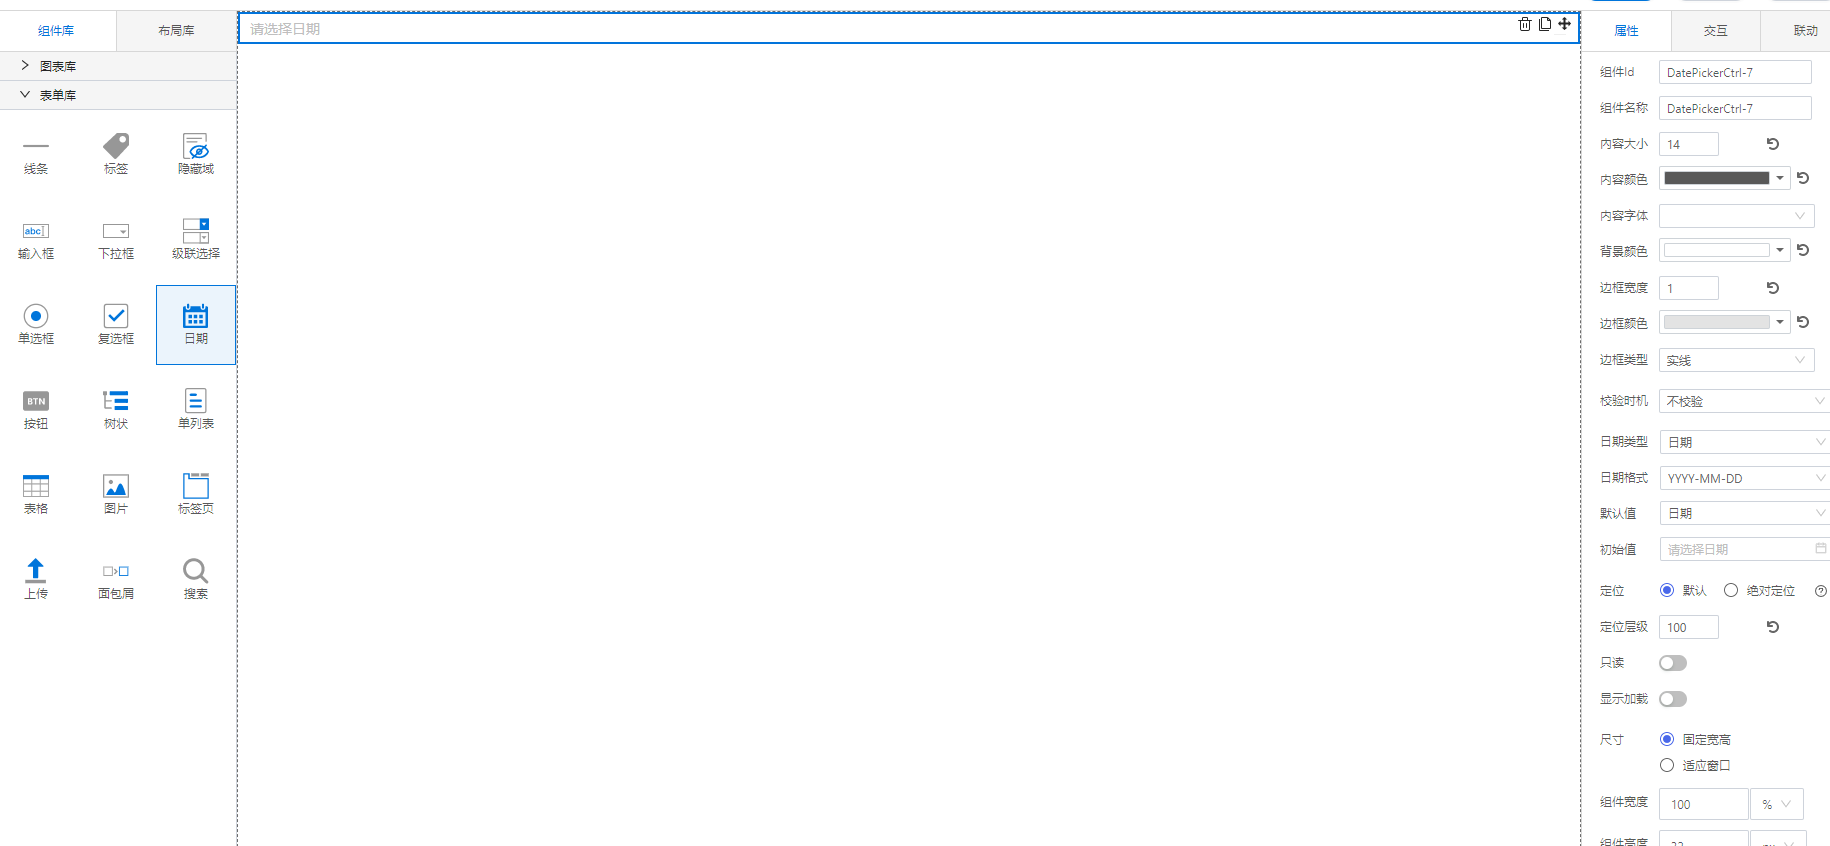 组件库
布局库
图表库
表单库
线条
标签
隐藏域
abc
输入框
下拉框
级联选择
单选框
复选框
日期
BTN
按钮
树状
单列表
表格
图片
标签页
上传
面包屑
搜索
请选择日期
属性
交互
联动
组件Id
DatePickerCtrl-7
组件名称
DatePickerCtrl-7
内容大小
14
内容颜色
内容字体
背景颜色
边框宽度
1
边框颜色
边框类型
实线
校验时机
不校验
日期类型
日期
日期格式
YYYY-MM-DD
默认值
日期
初始值
请选择日期
定位
默认
绝对定位
定位层级
100
只读
显示加载
尺寸
固定宽高
适应窗口
组件宽度
100
%
组件高度